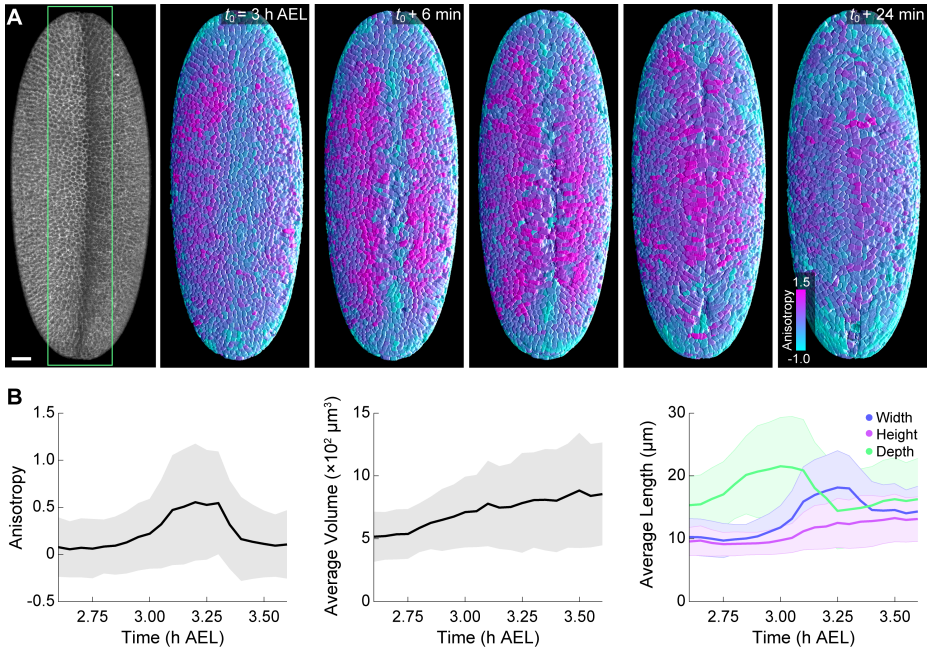 A
t₀ = 3 h AEL
t₀ + 6 min
t₀ + 24 min
Anisotropy
1.5
-1.0
B
Anisotropy
1.5
1.0
0.5
0
-0.5
2.75
3.00
3.25
3.50
Time (h AEL)
Average Volume (×10² µm³)
15
10
5
0
2.75
3.00
3.25
3.50
Time (h AEL)
Average Length (µm)
30
20
10
0
Width
Height
Depth
2.75
3.00
3.25
3.50
Time (h AEL)